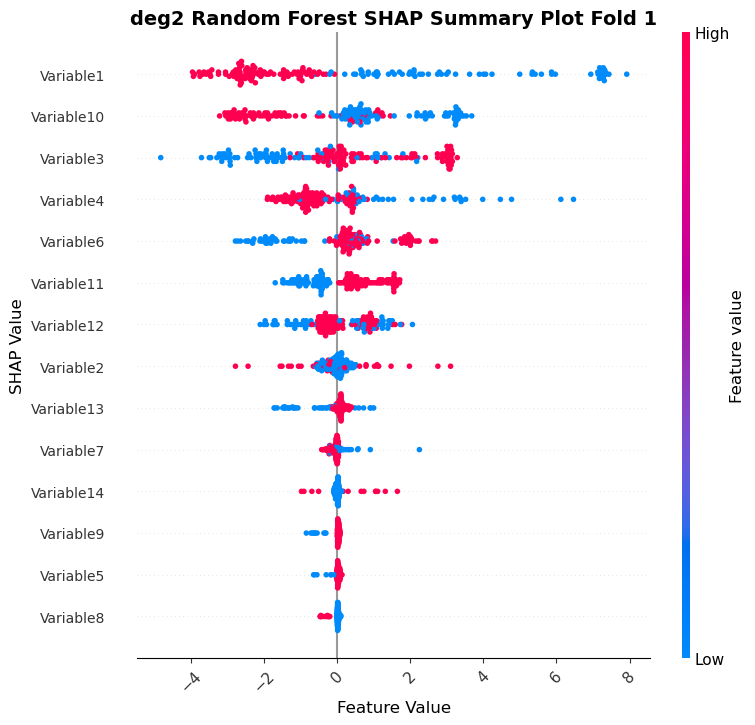 deg2 Random Forest SHAP Summary Plot Fold 1
High
Variable1
Variable10
Variable3
Variable4
Variable6
Variable11
Variable12
Variable2
Variable13
Variable7
Variable14
Variable9
Variable5
Variable8
SHAP Value
Feature value
Low
−4 −2 0 2 4 6 8
Feature Value